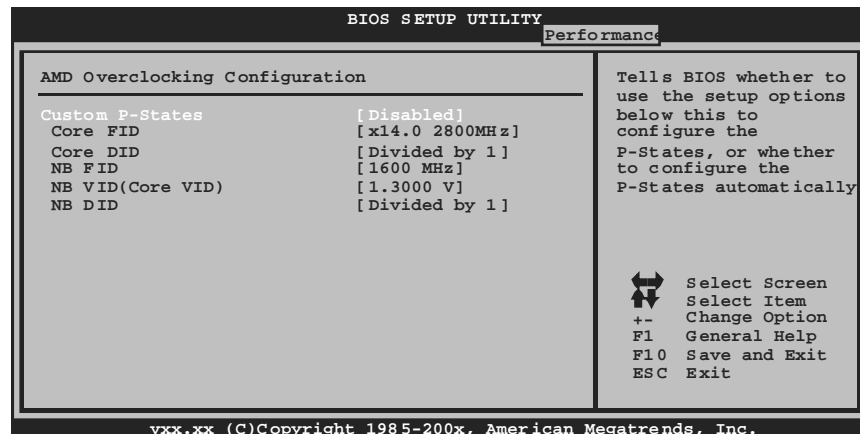 BIOS SETUP UTILITY
Performance
AMD Overclocking Configuration
Custom P-States [Disabled]
Core FID [x14.0 2800MHz]
Core DID [Divided by 1]
NB FID [1600 MHz]
NB VID(Core VID) [1.3000 V]
NB DID [Divided by 1]
Tells BIOS whether to
use the setup options
below this to
configure the
P-States, or whether
to configure the
P-States automatically
Select Screen
Select Item
+- Change Option
F1 General Help
F10 Save and Exit
ESC Exit
vxx.xx (C)Copyright 1985-200x, American Megatrends, Inc.